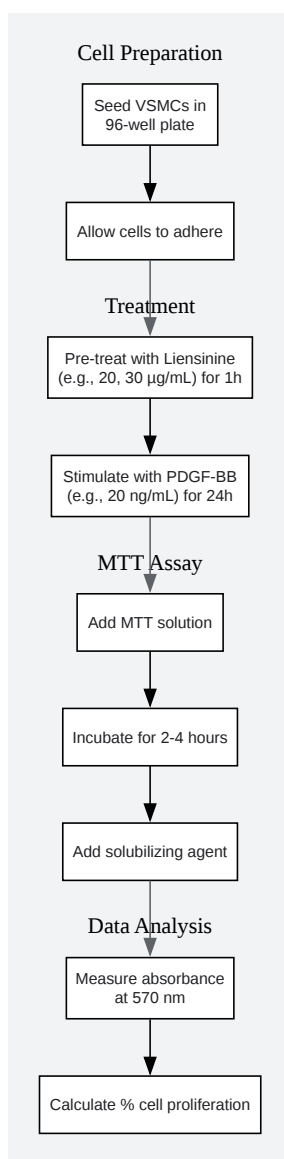 Cell Preparation
Seed VSMCs in
96-well plate
Allow cells to adhere
Treatment
Pre-treat with Liensinine
(e.g., 20, 30 µg/mL) for 1h
Stimulate with PDGF-BB
(e.g., 20 ng/mL) for 24h
MTT Assay
Add MTT solution
Incubate for 2-4 hours
Add solubilizing agent
Data Analysis
Measure absorbance
at 570 nm
Calculate % cell proliferation